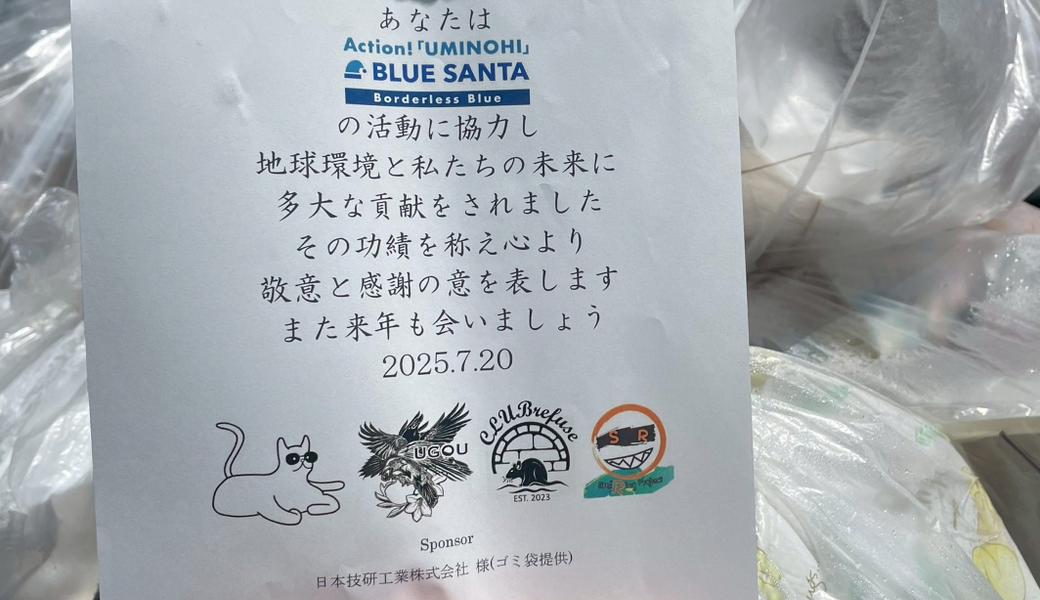 あなたは
Action!「UMINOHI」
BLUE SANTA
Borderless Blue
の活動に協力し
地球環境と私たちの未来に
多大な貢献をされました
その功績を称え心より
敬意と感謝の意を表します
また来年も会いましょう
2025.7.20
UGOU
CLUBrefuse
EST. 2023
S R
Sponsor
日本技研工業株式会社 様(ゴミ袋提供)